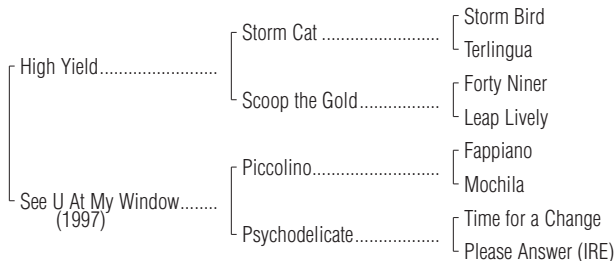 Storm Bird
Storm Cat ..........................
Terlingua
High Yield..........................
Forty Niner
Scoop the Gold..................
Leap Lively
Fappiano
Piccolino...........................
Mochila
See U At My Window........
(1997)
Time for a Change
Psychodelicate...................
Please Answer (IRE)